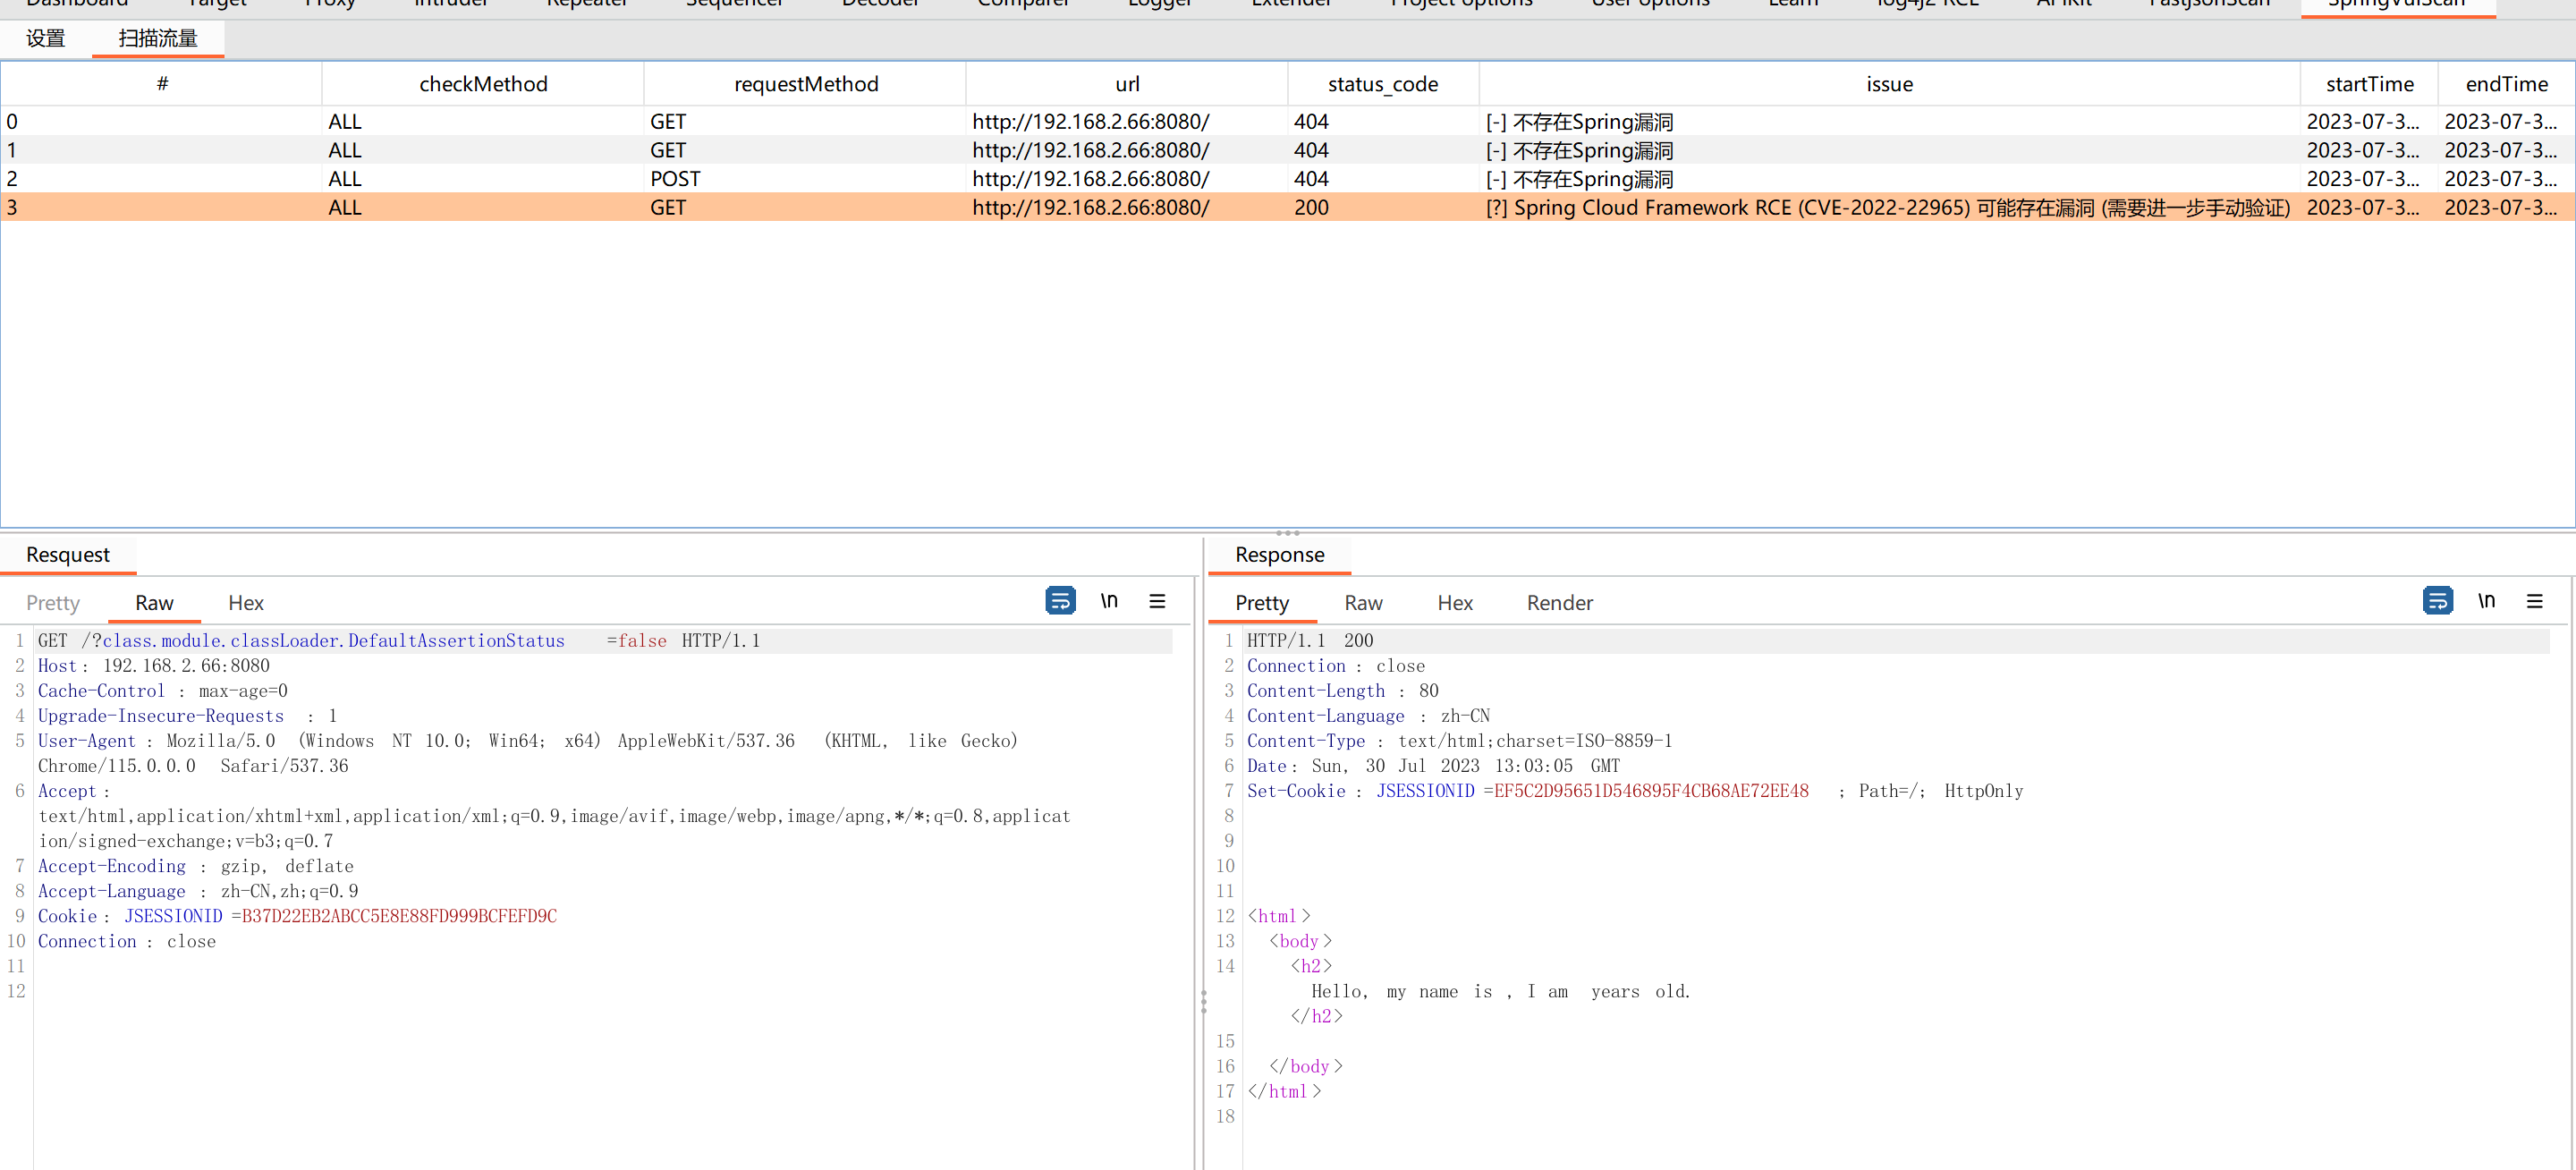 Dashboard Target Proxy Intruder Repeater Sequencer Decoder Comparer Logger Extender Project options User options Learn log4j2 RCE APIKit FastjsonScan SpringVulScan
设置 扫描流量
# checkMethod requestMethod url status_code issue startTime endTime
0 ALL GET http://192.168.2.66:8080/ 404 [-] 不存在Spring漏洞 2023-07-3... 2023-07-3...
1 ALL GET http://192.168.2.66:8080/ 404 [-] 不存在Spring漏洞 2023-07-3... 2023-07-3...
2 ALL POST http://192.168.2.66:8080/ 404 [-] 不存在Spring漏洞 2023-07-3... 2023-07-3...
3 ALL GET http://192.168.2.66:8080/ 200 [?] Spring Cloud Framework RCE (CVE-2022-22965) 可能存在漏洞 (需要进一步手动验证) 2023-07-3... 2023-07-3...
Resquest
Pretty Raw Hex \n
1 GET /?class.module.classLoader.DefaultAssertionStatus =false HTTP/1.1
2 Host: 192.168.2.66:8080
3 Cache-Control : max-age=0
4 Upgrade-Insecure-Requests : 1
5 User-Agent : Mozilla/5.0 (Windows NT 10.0; Win64; x64) AppleWebKit/537.36 (KHTML, like Gecko)
Chrome/115.0.0.0 Safari/537.36
6 Accept :
text/html,application/xhtml+xml,application/xml;q=0.9,image/avif,image/webp,image/apng,*/*;q=0.8,applicat
ion/signed-exchange;v=b3;q=0.7
7 Accept-Encoding : gzip, deflate
8 Accept-Language : zh-CN,zh;q=0.9
9 Cookie : JSESSIONID =B37D22EB2ABCC5E8E88FD999BCFEFD9C
10 Connection : close
11
12
Response
Pretty Raw Hex Render \n
1 HTTP/1.1 200
2 Connection : close
3 Content-Length : 80
4 Content-Language : zh-CN
5 Content-Type : text/html;charset=ISO-8859-1
6 Date: Sun, 30 Jul 2023 13:03:05 GMT
7 Set-Cookie : JSESSIONID =EF5C2D95651D546895F4CB68AE72EE48 ; Path=/; HttpOnly
8
9
10
11
12 <html>
13 <body>
14 <h2>
Hello, my name is , I am years old.
</h2>
15
16 </body>
17 </html>
18